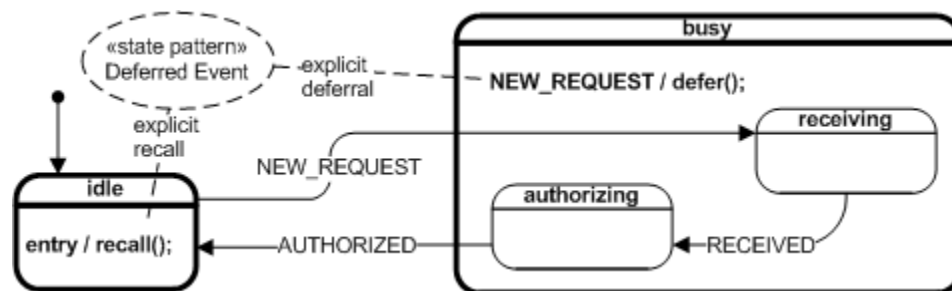 busy
«state pattern»
Deferred Event
explicit
deferral
NEW_REQUEST / defer();
explicit
recall
receiving
NEW_REQUEST
idle
authorizing
entry / recall();
AUTHORIZED
RECEIVED